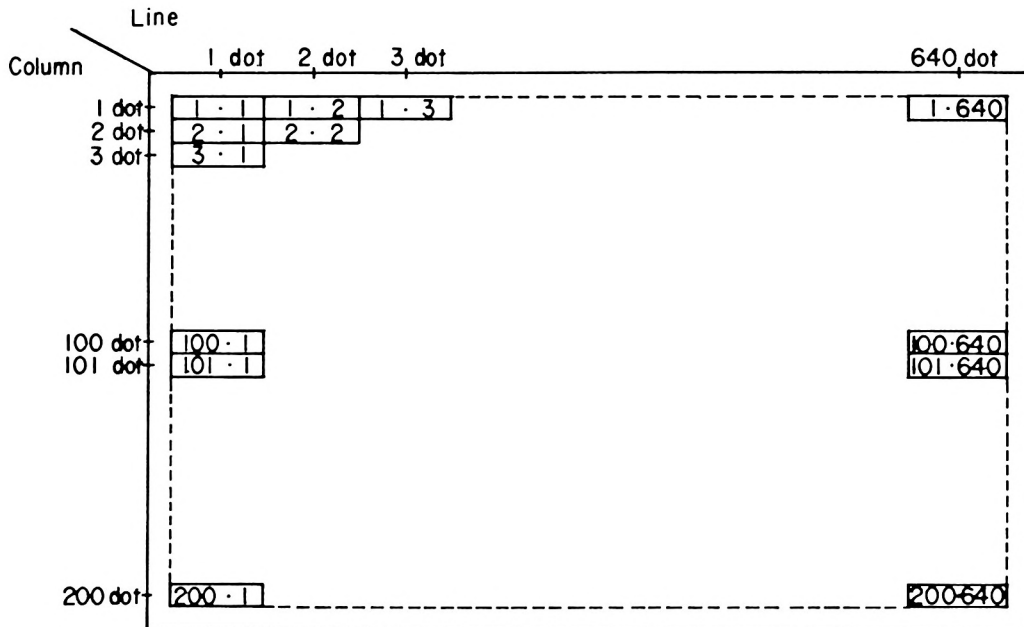 Line
Column
1 dot 2 dot 3 dot 640 dot
1 dot 1 · 1 1 · 2 1 · 3 1 · 640
2 dot 2 · 1 2 · 2
3 dot 3 · 1
100 dot 100 · 1 100 · 640
101 dot 101 · 1 101 · 640
200 dot 200 · 1 200·640